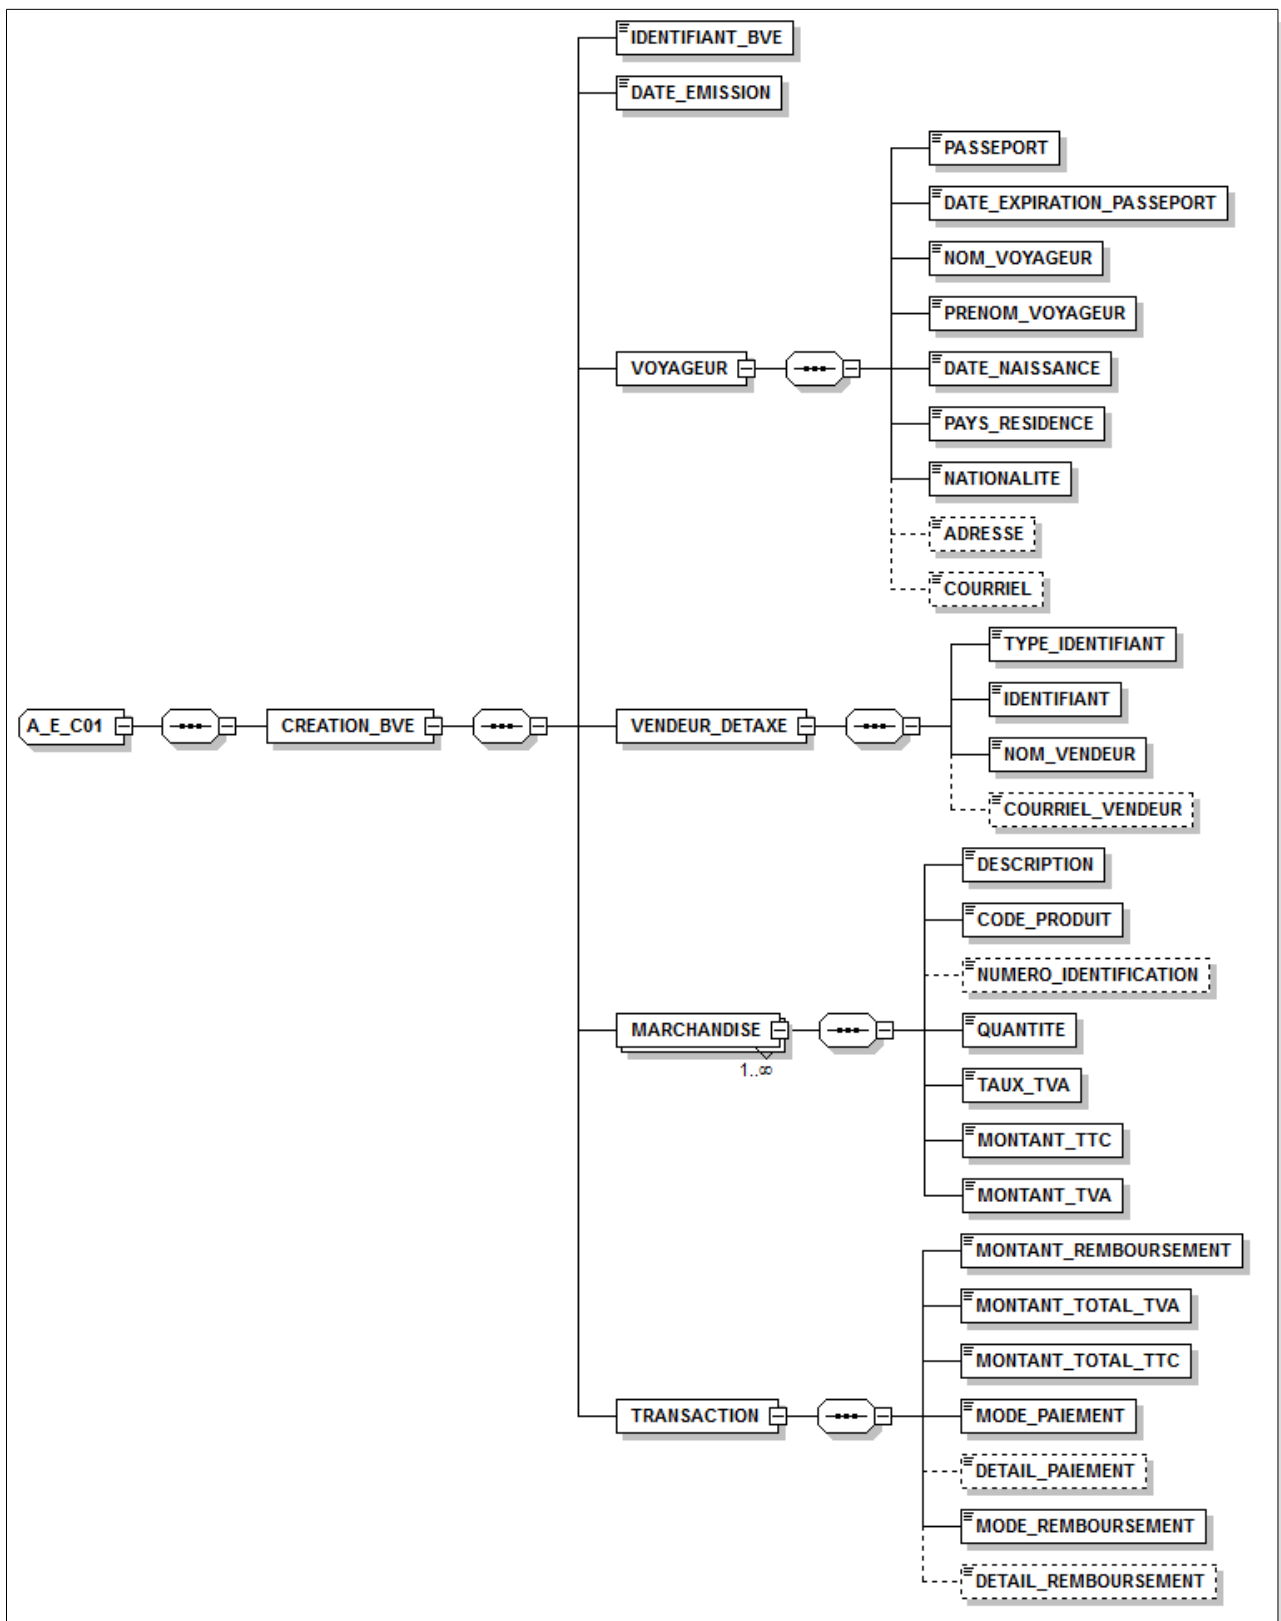 IDENTIFIANT_BVE
DATE_EMISSION
PASSEPORT
DATE_EXPIRATION_PASSEPORT
NOM_VOYAGEUR
PRENOM_VOYAGEUR
VOYAGEUR
DATE_NAISSANCE
PAYS_RESIDENCE
NATIONALITE
ADRESSE
COURRIEL
TYPE_IDENTIFIANT
IDENTIFIANT
A_E_C01
CREATION_BVE
VENDEUR_DETAXE
NOM_VENDEUR
COURRIEL_VENDEUR
DESCRIPTION
CODE_PRODUIT
NUMERO_IDENTIFICATION
MARCHANDISE
1..∞
QUANTITE
TAUX_TVA
MONTANT_TTC
MONTANT_TVA
MONTANT_REMBOURSEMENT
MONTANT_TOTAL_TVA
MONTANT_TOTAL_TTC
TRANSACTION
MODE_PAIEMENT
DETAIL_PAIEMENT
MODE_REMBOURSEMENT
DETAIL_REMBOURSEMENT